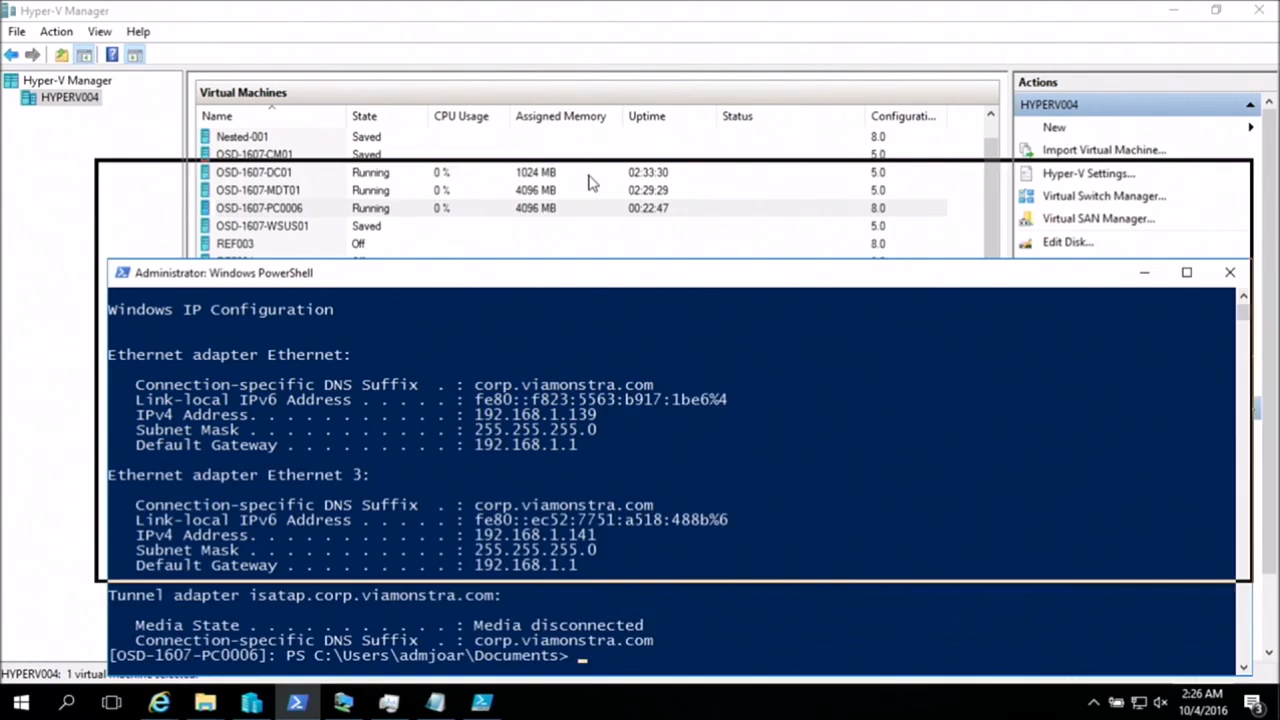 Hyper-V Manager
File Action View Help
Hyper-V Manager
HYPERV004
Virtual Machines
Name State CPU Usage Assigned Memory Uptime Status Configurati...
Nested-001 Saved 8.0
OSD-1607-CM01 Saved 5.0
OSD-1607-DC01 Running 0 % 1024 MB 02:33:30 5.0
OSD-1607-MDT01 Running 0 % 4096 MB 02:29:29 5.0
OSD-1607-PC0006 Running 0 % 4096 MB 00:22:47 8.0
OSD-1607-WSUS01 Saved 5.0
REF003 Off 8.0
Actions
HYPERV004
New
Import Virtual Machine...
Hyper-V Settings...
Virtual Switch Manager...
Virtual SAN Manager...
Edit Disk...
Administrator: Windows PowerShell
Windows IP Configuration
Ethernet adapter Ethernet:
Connection-specific DNS Suffix . : corp.viamonstra.com
Link-local IPv6 Address . . . . . : fe80::f823:5563:b917:1be6%4
IPv4 Address. . . . . . . . . . . : 192.168.1.139
Subnet Mask . . . . . . . . . . . : 255.255.255.0
Default Gateway . . . . . . . . . : 192.168.1.1
Ethernet adapter Ethernet 3:
Connection-specific DNS Suffix . : corp.viamonstra.com
Link-local IPv6 Address . . . . . : fe80::ec52:7751:a518:488b%6
IPv4 Address. . . . . . . . . . . : 192.168.1.141
Subnet Mask . . . . . . . . . . . : 255.255.255.0
Default Gateway . . . . . . . . . : 192.168.1.1
Tunnel adapter isatap.corp.viamonstra.com:
Media State . . . . . . . . . . . : Media disconnected
Connection-specific DNS Suffix . : corp.viamonstra.com
[OSD-1607-PC0006]: PS C:\Users\admjoar\Documents> _
HYPERV004: 1 virtual machine selected.
2:26 AM
10/4/2016
3